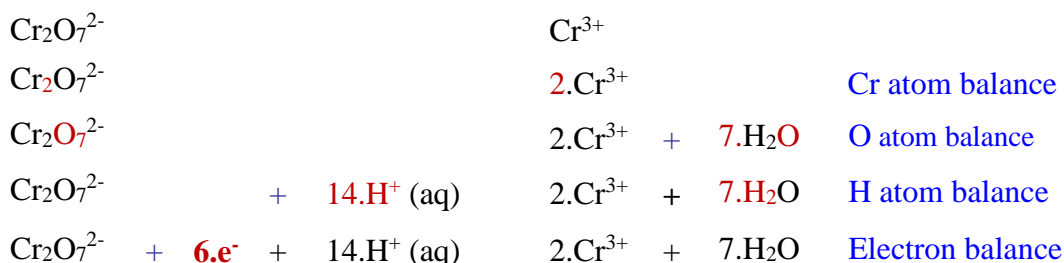 Cr₂O₇²⁻ Cr³⁺
Cr₂O₇²⁻ 2.Cr³⁺ Cr atom balance
Cr₂O₇²⁻ 2.Cr³⁺ + 7.H₂O O atom balance
Cr₂O₇²⁻ + 14.H⁺ (aq) 2.Cr³⁺ + 7.H₂O H atom balance
Cr₂O₇²⁻ + 6.e⁻ + 14.H⁺ (aq) 2.Cr³⁺ + 7.H₂O Electron balance